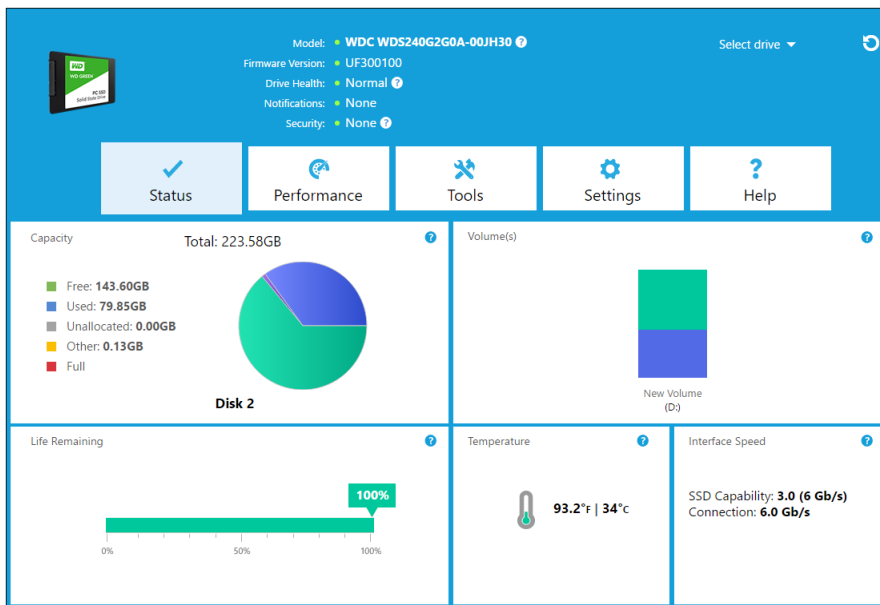 Model: WDC WDS240G2G0A-00JH30 ?
Firmware Version: UF300100
Drive Health: Normal ?
Notifications: None
Security: None ?
Select drive
WD
WD GREEN
PC SSD
Solid State Drive
Status
Performance
Tools
Settings
? Help
Capacity
Total: 223.58GB
?
Free: 143.60GB
Used: 79.85GB
Unallocated: 0.00GB
Other: 0.13GB
Full
Disk 2
Volume(s)
?
New Volume
(D:)
Life Remaining
?
100%
0% 50% 100%
Temperature
?
93.2°F | 34°C
Interface Speed
?
SSD Capability: 3.0 (6 Gb/s)
Connection: 6.0 Gb/s